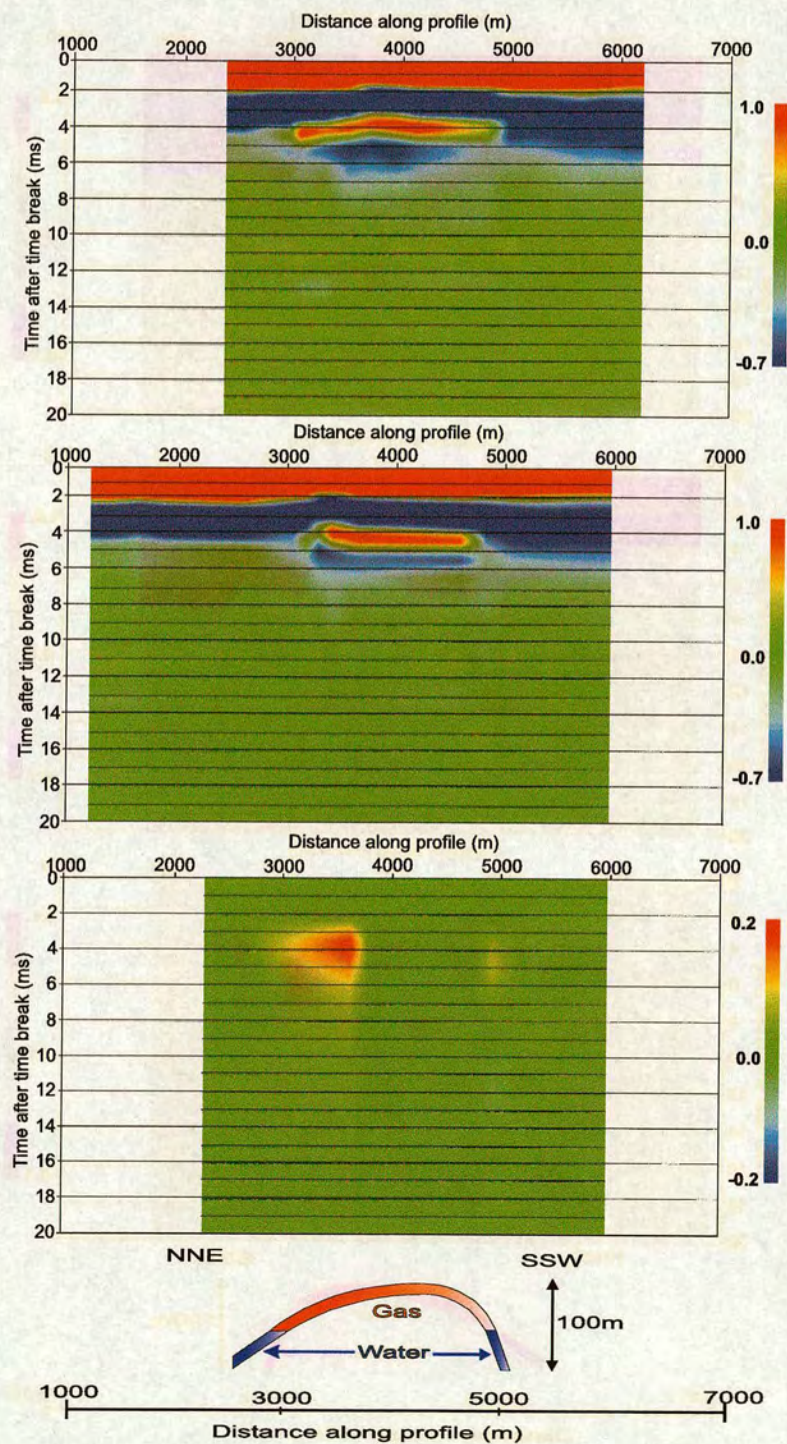 Distance along profile (m)
1000 2000 3000 4000 5000 6000 7000
Time after time break (ms)
0
2
4
6
8
10
12
14
16
18
20
1.0
0.0
-0.7
Distance along profile (m)
1000 2000 3000 4000 5000 6000 7000
Time after time break (ms)
0
2
4
6
8
10
12
14
16
18
20
1.0
0.0
-0.7
Distance along profile (m)
1000 2000 3000 4000 5000 6000 7000
Time after time break (ms)
0
2
4
6
8
10
12
14
16
18
20
0.2
0.0
-0.2
NNE SSW
Gas
100m
Water
1000 3000 5000 7000
Distance along profile (m)